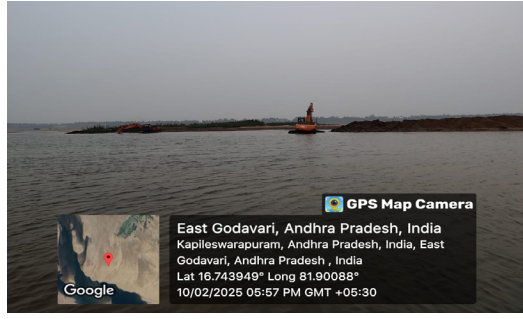 GPS Map Camera
East Godavari, Andhra Pradesh, India
Kapileswarapuram, Andhra Pradesh, India, East
Godavari, Andhra Pradesh , India
Lat 16.743949° Long 81.90088°
10/02/2025 05:57 PM GMT +05:30
Google